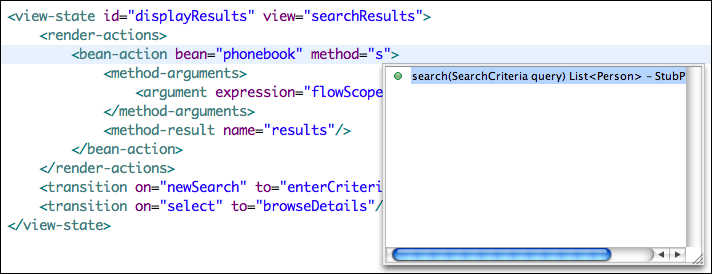 <view-state id="displayResults" view="searchResults">
<render-actions>
<bean-action bean="phonebook" method="s">
<method-arguments>
<argument expression="flowScope
</method-arguments>
<method-result name="results"/>
</bean-action>
</render-actions>
<transition on="newSearch" to="enterCriteri
<transition on="select" to="browseDetails"/
</view-state>
search(SearchCriteria query) List<Person> - StubP